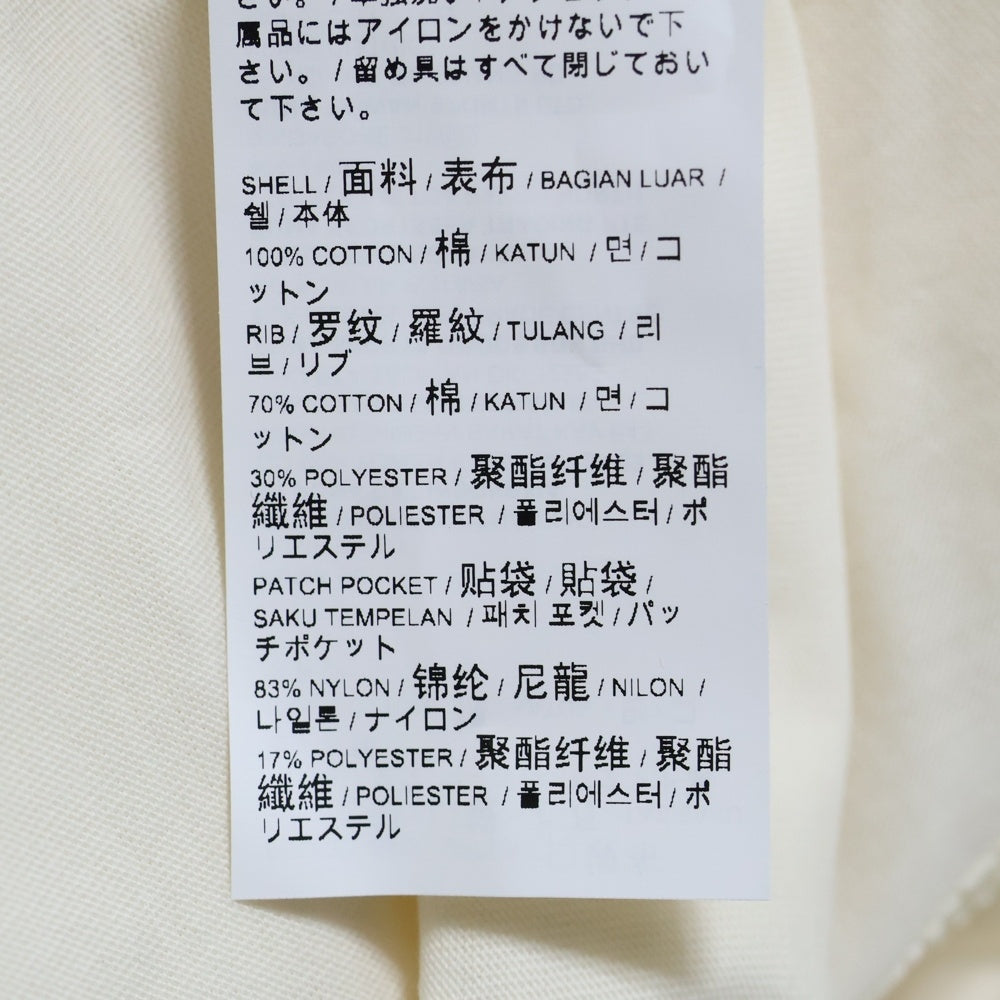 属品にはアイロンをかけないで下
さい。 / 留め具はすべて閉じておい
て下さい。
SHELL / 面料 / 表布 / BAGIAN LUAR /
쉘 / 本体
100% COTTON / 棉 / KATUN / 면 / コ
ットン
RIB / 罗纹 / 羅紋 / TULANG / 리
브 / リブ
70% COTTON / 棉 / KATUN / 면 / コ
ットン
30% POLYESTER / 聚酯纤维 / 聚酯
纖維 / POLIESTER / 폴리에스터 / ポ
リエステル
PATCH POCKET / 贴袋 / 貼袋 /
SAKU TEMPELAN / 패치 포켓 / パッ
チポケット
83% NYLON / 锦纶 / 尼龍 / NILON /
나일론 / ナイロン
17% POLYESTER / 聚酯纤维 / 聚酯
纖維 / POLIESTER / 폴리에스터 / ポ
リエステル